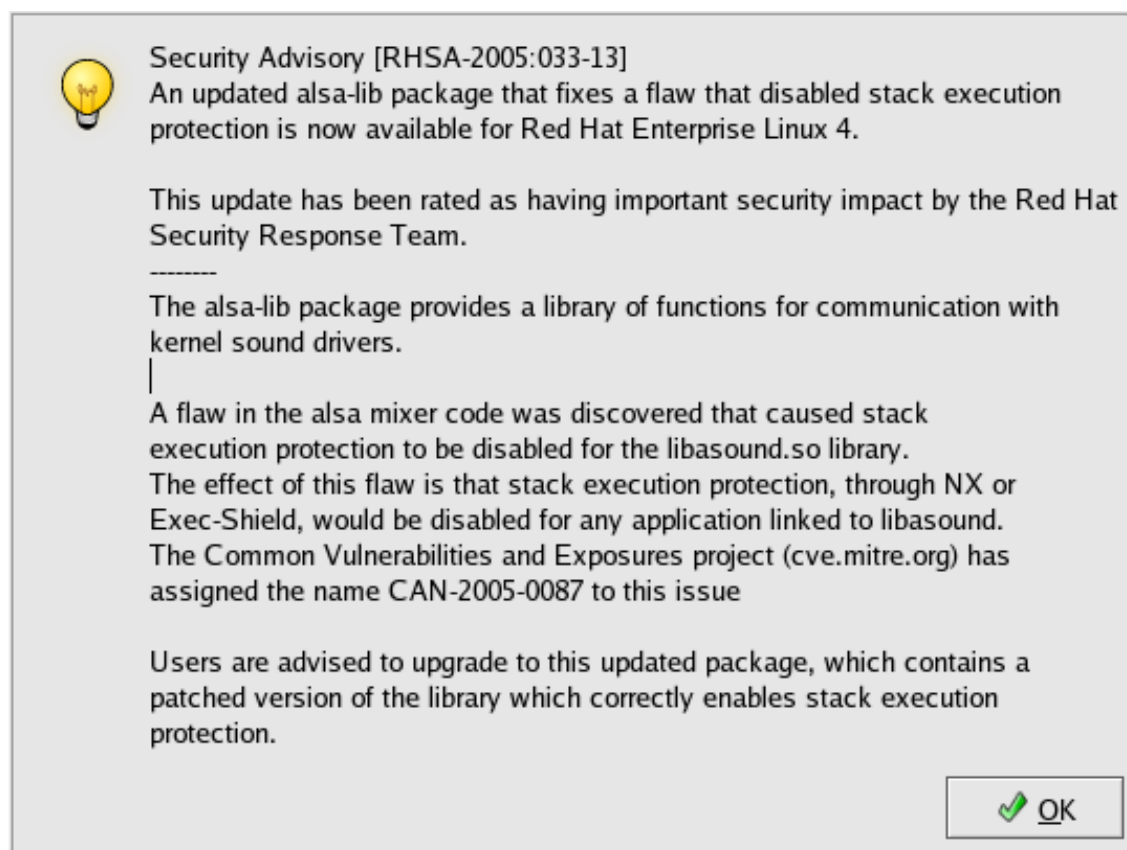 Security Advisory [RHSA-2005:033-13]
An updated alsa-lib package that fixes a flaw that disabled stack execution
protection is now available for Red Hat Enterprise Linux 4.
This update has been rated as having important security impact by the Red Hat
Security Response Team.
--------
The alsa-lib package provides a library of functions for communication with
kernel sound drivers.
A flaw in the alsa mixer code was discovered that caused stack
execution protection to be disabled for the libasound.so library.
The effect of this flaw is that stack execution protection, through NX or
Exec-Shield, would be disabled for any application linked to libasound.
The Common Vulnerabilities and Exposures project (cve.mitre.org) has
assigned the name CAN-2005-0087 to this issue
Users are advised to upgrade to this updated package, which contains a
patched version of the library which correctly enables stack execution
protection.
OK